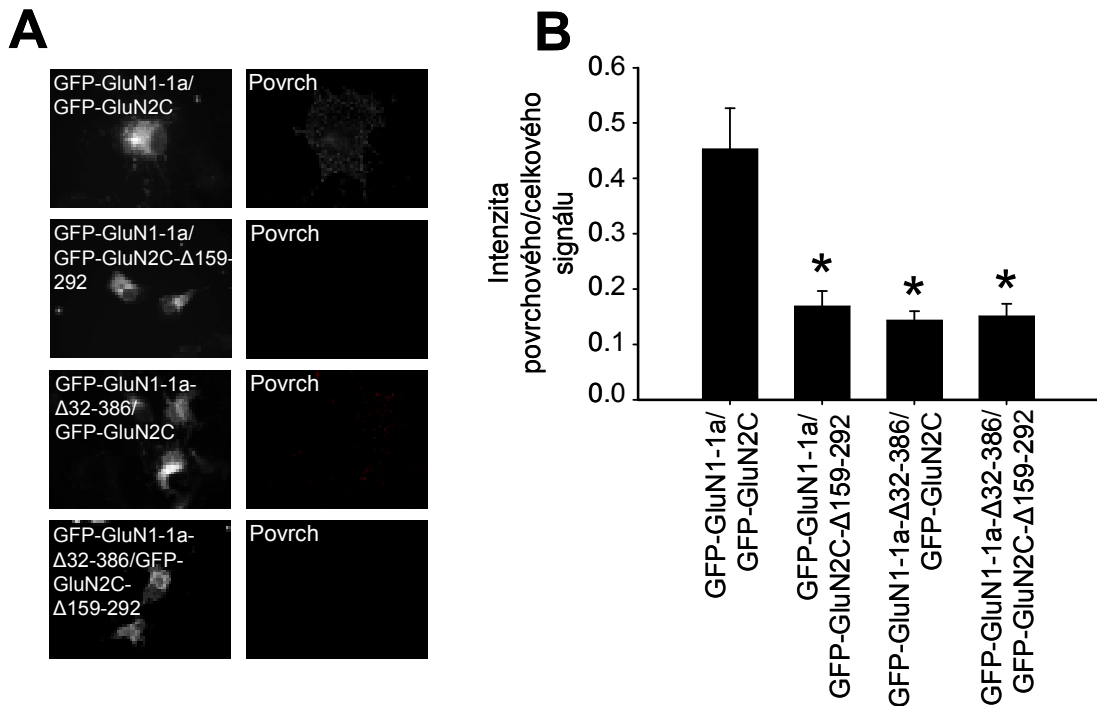 A
GFP-GluN1-1a/
GFP-GluN2C
Povrch
GFP-GluN1-1a/
GFP-GluN2C-Δ159-
292
Povrch
GFP-GluN1-1a-
Δ32-386/
GFP-GluN2C
Povrch
GFP-GluN1-1a-
Δ32-386/GFP-
GluN2C-
Δ159-292
Povrch
B
Intenzita
povrchového/celkového
signálu
0.6
0.5
0.4
0.3
0.2
0.1
0.0
*
*
*
GFP-GluN1-1a/
GFP-GluN2C
GFP-GluN1-1a/
GFP-GluN2C-Δ159-292
GFP-GluN1-1a-Δ32-386/
GFP-GluN2C
GFP-GluN1-1a-Δ32-386/
GFP-GluN2C-Δ159-292